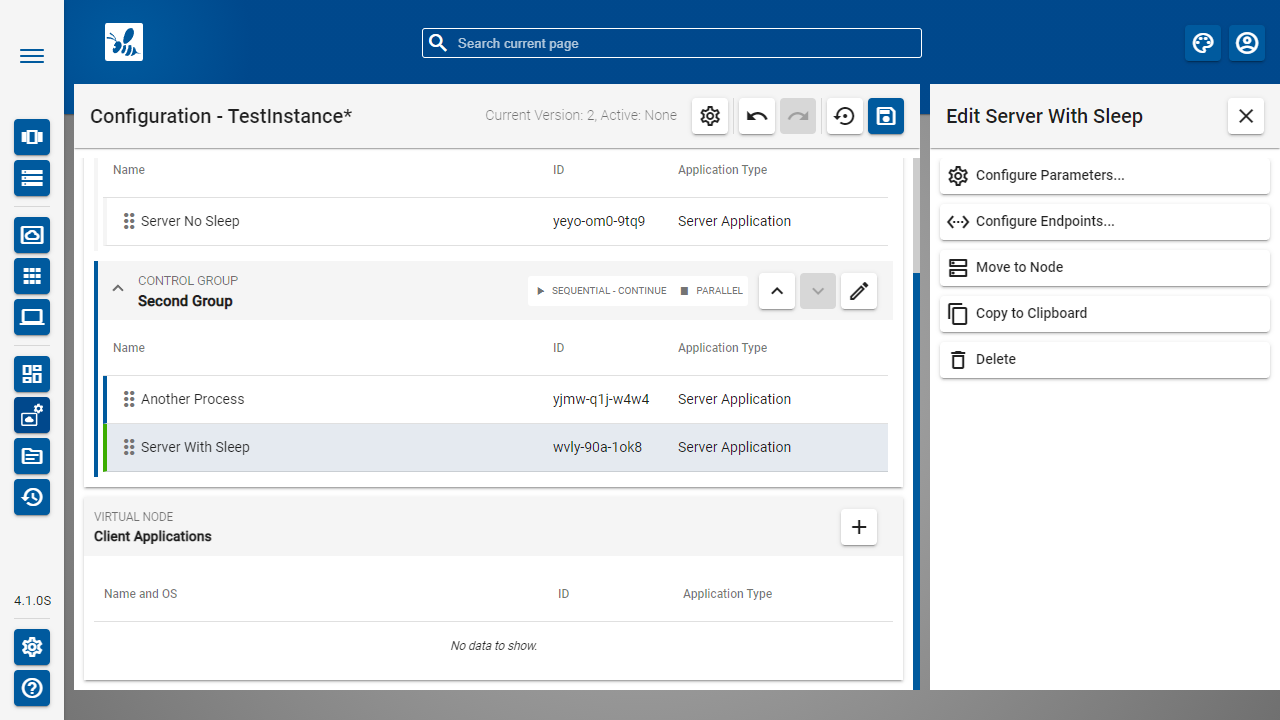 Search current page
Configuration - TestInstance*
Current Version: 2, Active: None
Edit Server With Sleep
Name ID Application Type
Server No Sleep yeyo-om0-9tq9 Server Application
CONTROL GROUP
Second Group
SEQUENTIAL - CONTINUE PARALLEL
Name ID Application Type
Another Process yjmw-q1j-w4w4 Server Application
Server With Sleep wvly-90a-1ok8 Server Application
VIRTUAL NODE
Client Applications
Name and OS ID Application Type
No data to show.
Configure Parameters...
Configure Endpoints...
Move to Node
Copy to Clipboard
Delete
4.1.0S